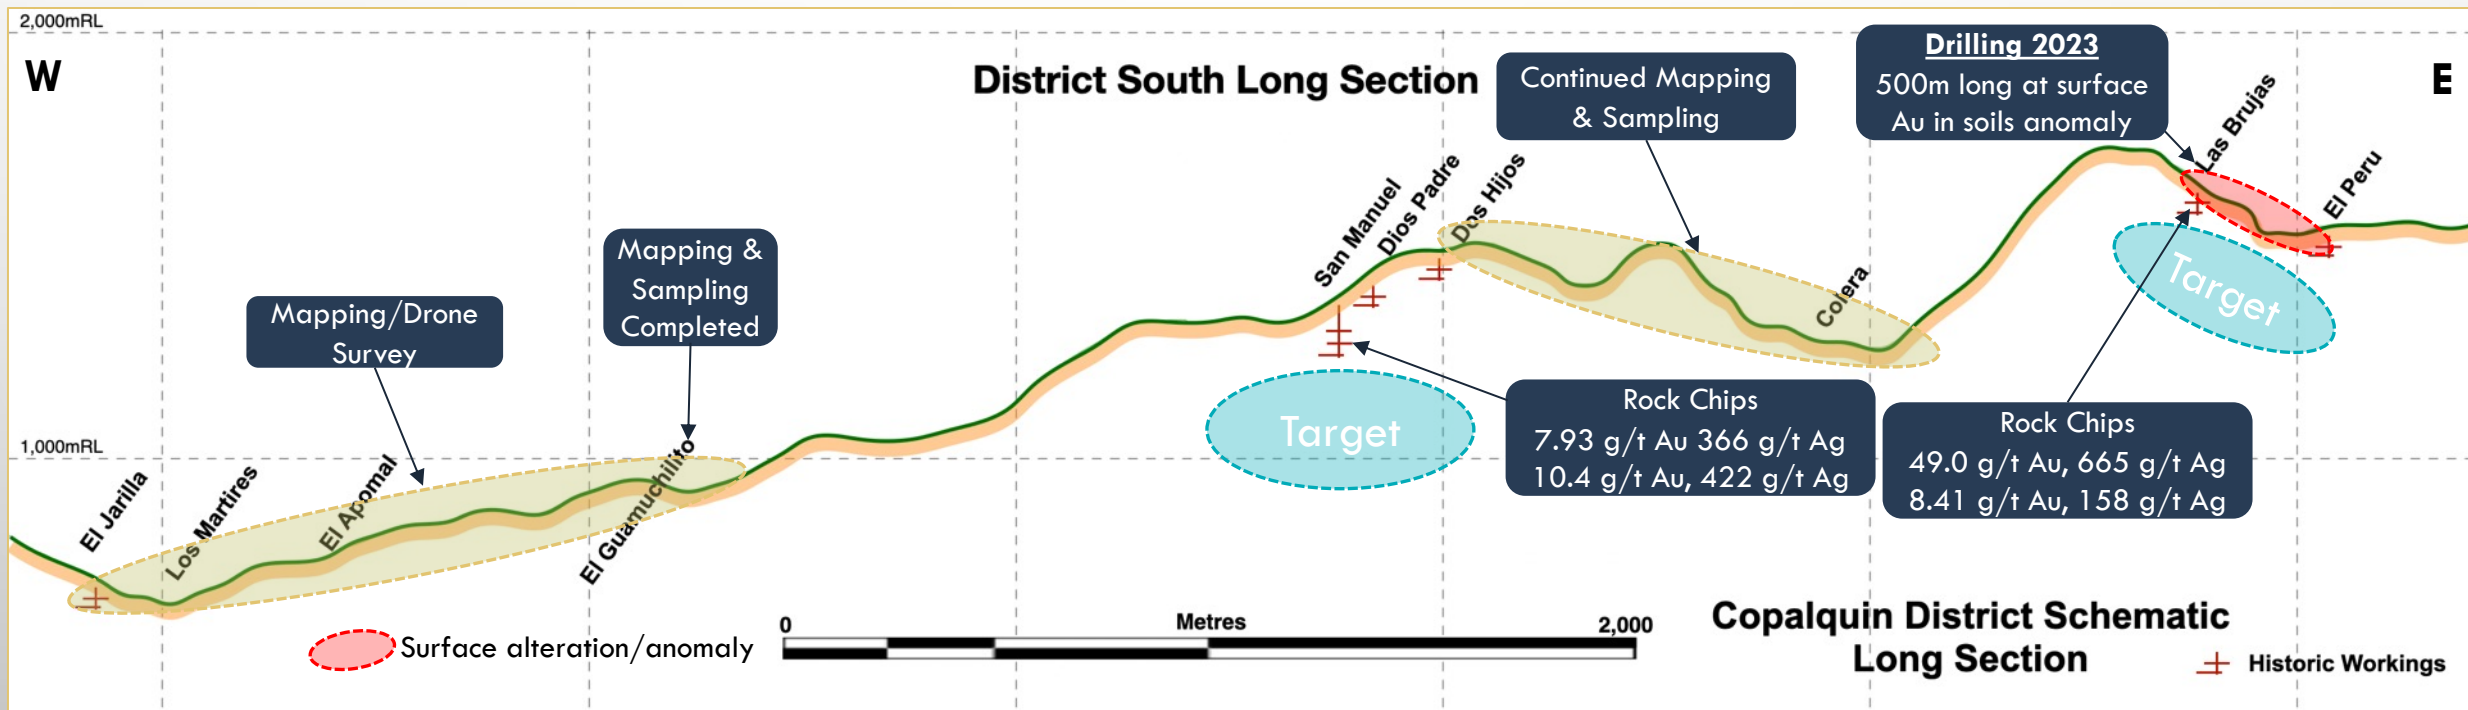 2,000mRL
W
District South Long Section
Continued Mapping
& Sampling
Drilling 2023
500m long at surface
Au in soils anomaly
E
Las Brujas
El Peru
Dos Hijos
Dios Padre
San Manuel
Colera
Mapping &
Sampling
Completed
Mapping/Drone
Survey
Target
Target
Rock Chips
7.93 g/t Au 366 g/t Ag
10.4 g/t Au, 422 g/t Ag
Rock Chips
49.0 g/t Au, 665 g/t Ag
8.41 g/t Au, 158 g/t Ag
1,000mRL
El Jarilla
Los Martires
El Apomal
El Guamuchilito
Surface alteration/anomaly
0
Metres
2,000
Copalquin District Schematic
Long Section
Historic Workings